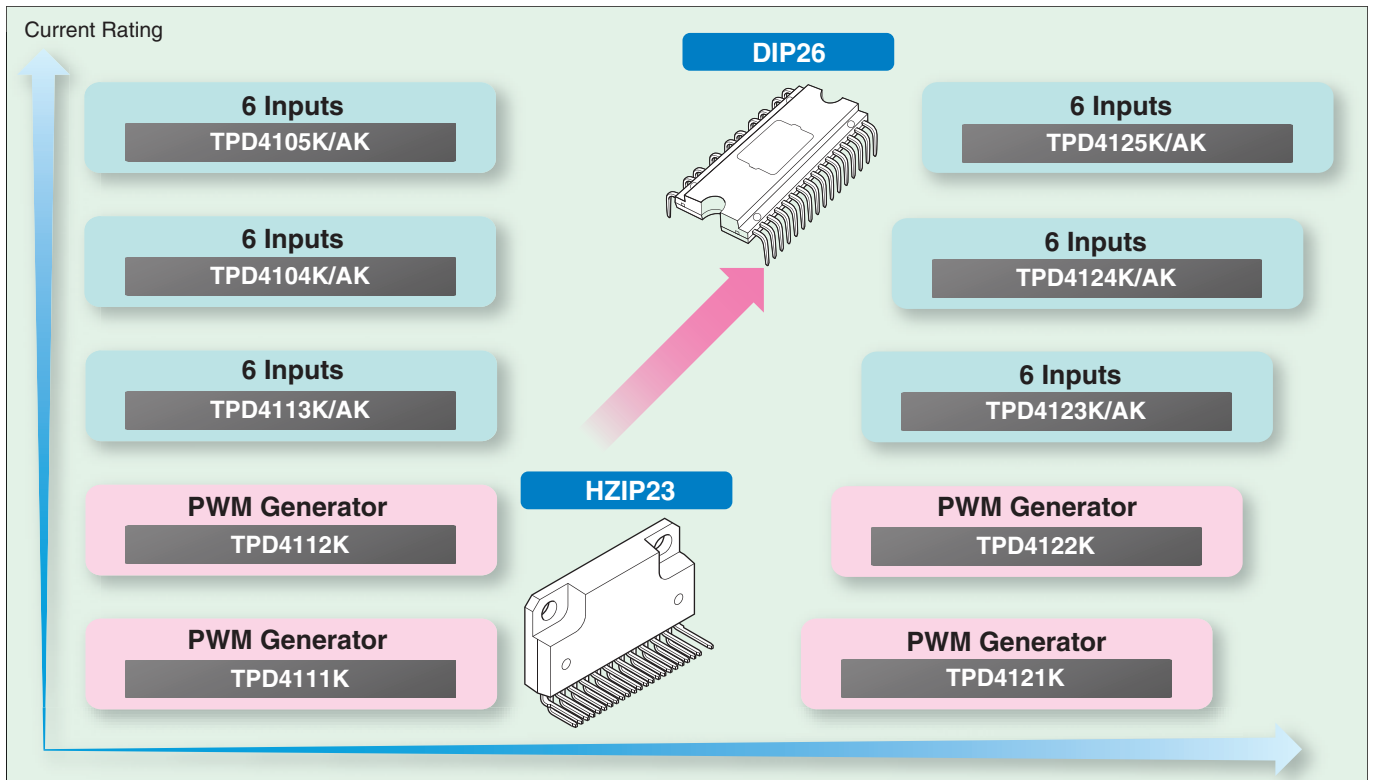 Current Rating
DIP26
6 Inputs
TPD4105K/AK
6 Inputs
TPD4125K/AK
6 Inputs
TPD4104K/AK
6 Inputs
TPD4124K/AK
6 Inputs
TPD4113K/AK
6 Inputs
TPD4123K/AK
HZIP23
PWM Generator
TPD4112K
PWM Generator
TPD4122K
PWM Generator
TPD4111K
PWM Generator
TPD4121K